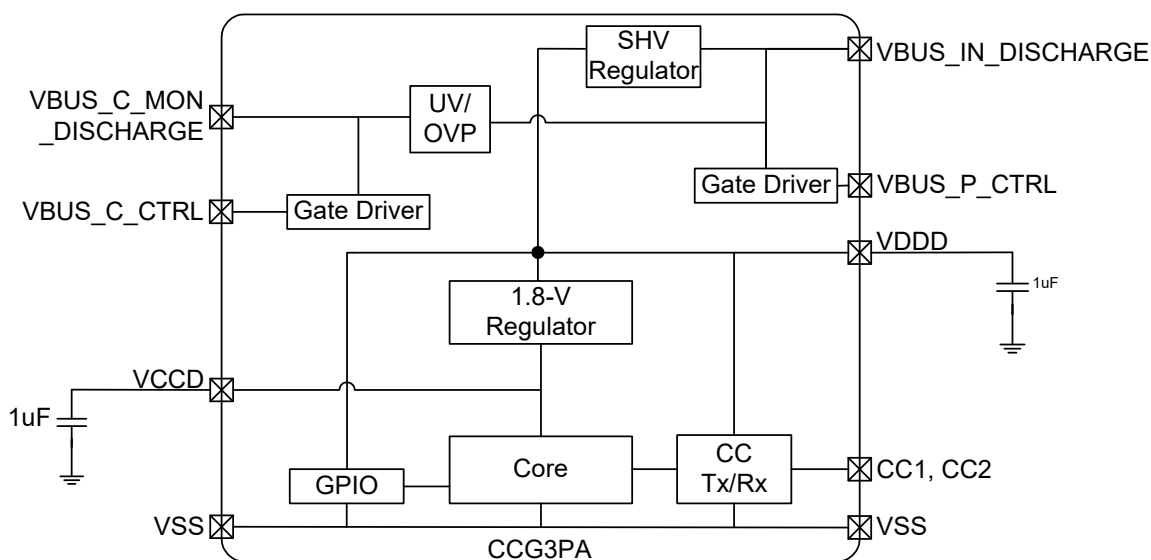 SHV
Regulator
VBUS_IN_DISCHARGE
VBUS_C_MON
_DISCHARGE
UV/
OVP
Gate Driver
VBUS_P_CTRL
VBUS_C_CTRL
Gate Driver
VDDD
1uF
1.8-V
Regulator
VCCD
1uF
Core
CC
Tx/Rx
CC1, CC2
GPIO
VSS
VSS
CCG3PA